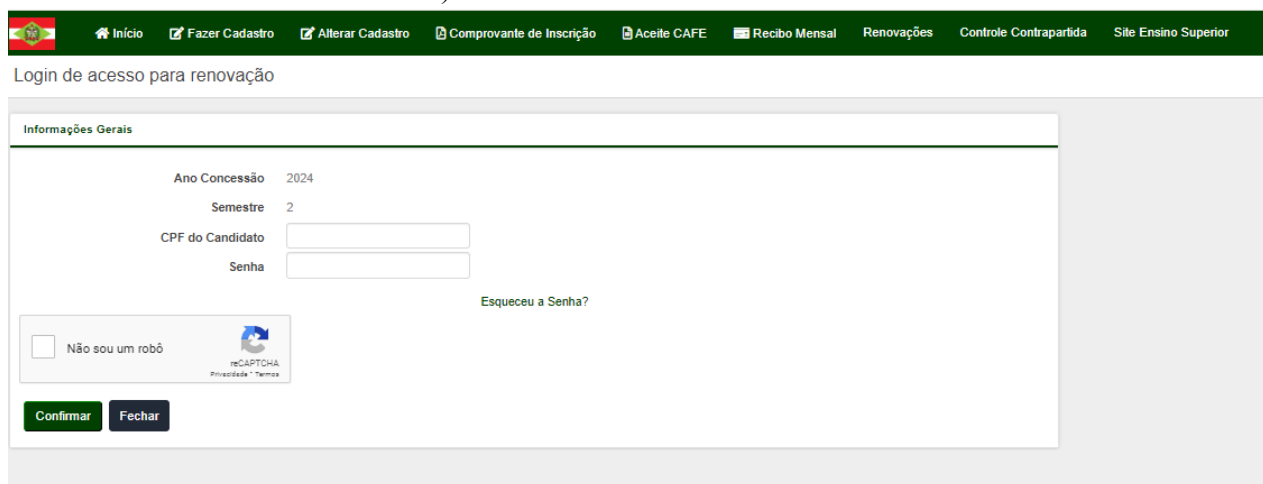 )
Início Fazer Cadastro Alterar Cadastro Comprovante de Inscrição Aceite CAFE Recibo Mensal Renovações Controle Contrapartida Site Ensino Superior
Login de acesso para renovação
Informações Gerais
Ano Concessão 2024
Semestre 2
CPF do Candidato
Senha
Esqueceu a Senha?
Não sou um robô
reCAPTCHA
Privacidade - Termos
Confirmar Fechar